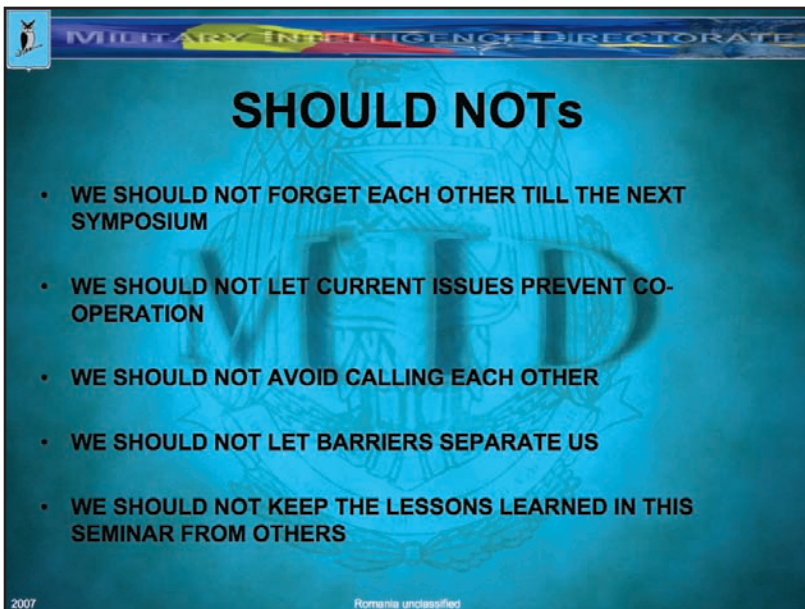 MILITARY INTELLIGENCE DIRECTORATE
SHOULD NOTs
• WE SHOULD NOT FORGET EACH OTHER TILL THE NEXT
SYMPOSIUM
• WE SHOULD NOT LET CURRENT ISSUES PREVENT CO-
OPERATION
• WE SHOULD NOT AVOID CALLING EACH OTHER
• WE SHOULD NOT LET BARRIERS SEPARATE US
• WE SHOULD NOT KEEP THE LESSONS LEARNED IN THIS
SEMINAR FROM OTHERS
MID
2007
Romania unclassified